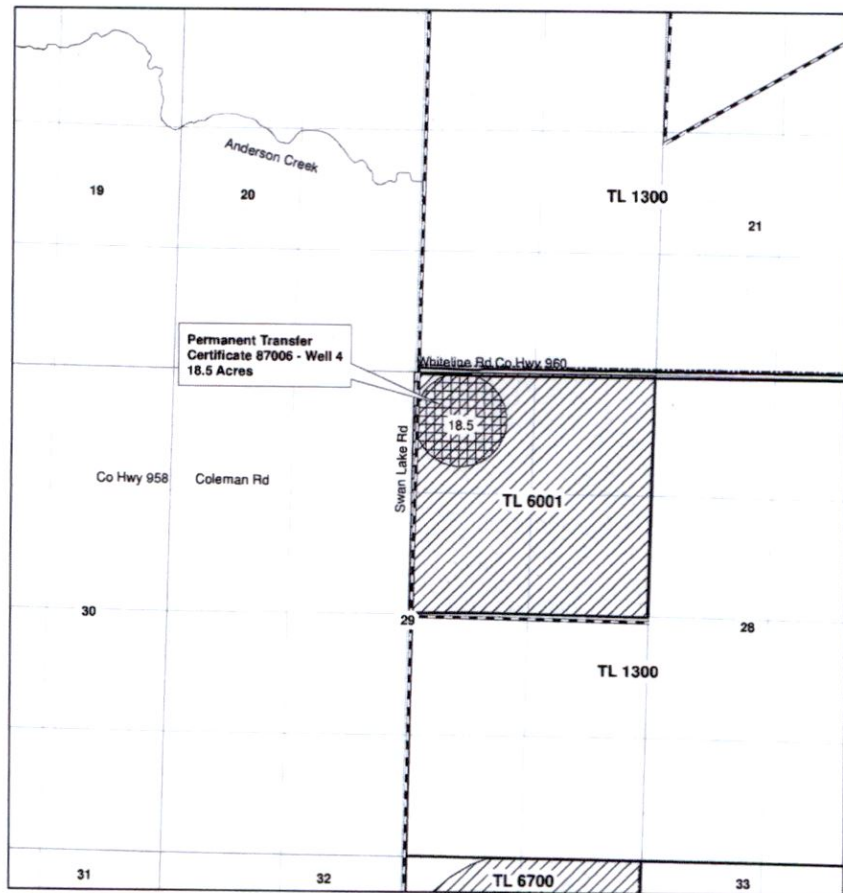 Anderson Creek
19
20
TL 1300
21
Permanent Transfer
Certificate 87006 - Well 4
18.5 Acres
Whiteline Rd Co Hwy 960
18.5
Swan Lake Rd
Co Hwy 958
Coleman Rd
TL 6001
30
29
28
TL 1300
31
32
TL 6700
33